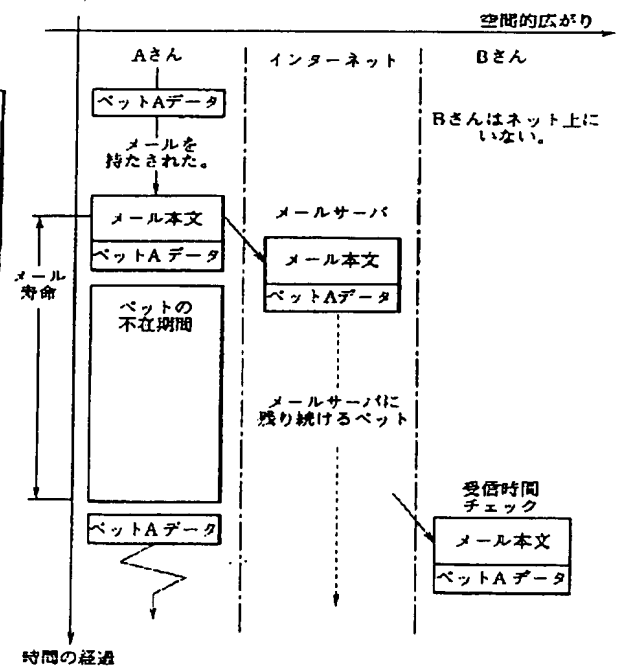 空間的広がり
Aさん
インターネット
Bさん
ペットAデータ
Bさんはネット上に
いない。
メールを
持たされた。
メール本文
ペットAデータ
メールサーバ
メール本文
ペットAデータ
メール
寿命
ペットの
不在期間
メールサーバに
残り続けるペット
受信時間
チェック
メール本文
ペットAデータ
ペットAデータ
時間の経過